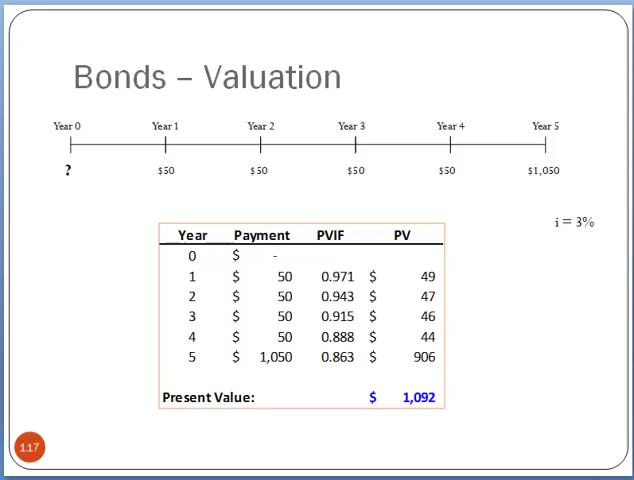 Bonds – Valuation
Year 0 Year 1 Year 2 Year 3 Year 4 Year 5
? $50 $50 $50 $50 $1,050
i = 3%
Year Payment PVIF PV
0 $ -
1 $ 50 0.971 $ 49
2 $ 50 0.943 $ 47
3 $ 50 0.915 $ 46
4 $ 50 0.888 $ 44
5 $ 1,050 0.863 $ 906
Present Value: $ 1,092
117